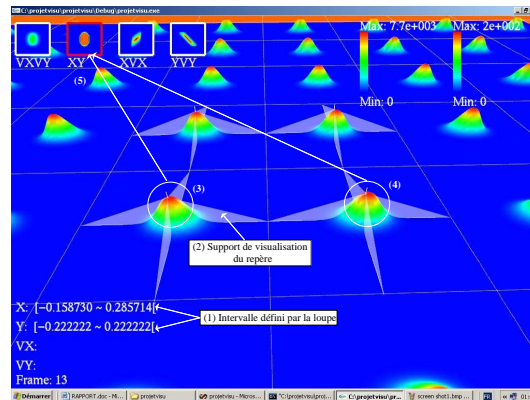 C:\projetvisu\projetvisu\Debug\projetvisu.exe
Max: 7.7e+003 Max: 2e+002
VXVY XY XVX YVY
(5)
Min: 0 Min: 0
(3) (4)
(2) Support de visualisation
du repère
X: [-0.158730 ~ 0.285714[
(1) Intervalle défini par la loupe
Y: [-0.222222 ~ 0.222222[
VX:
VY:
Frame: 13
Démarrer RAPPORT.doc - Mi... projetvisu projetvisu - Micros... "C:\projetvisu\proj... C:\projetvisu\pr... screen shot1.bmp ... FR 01